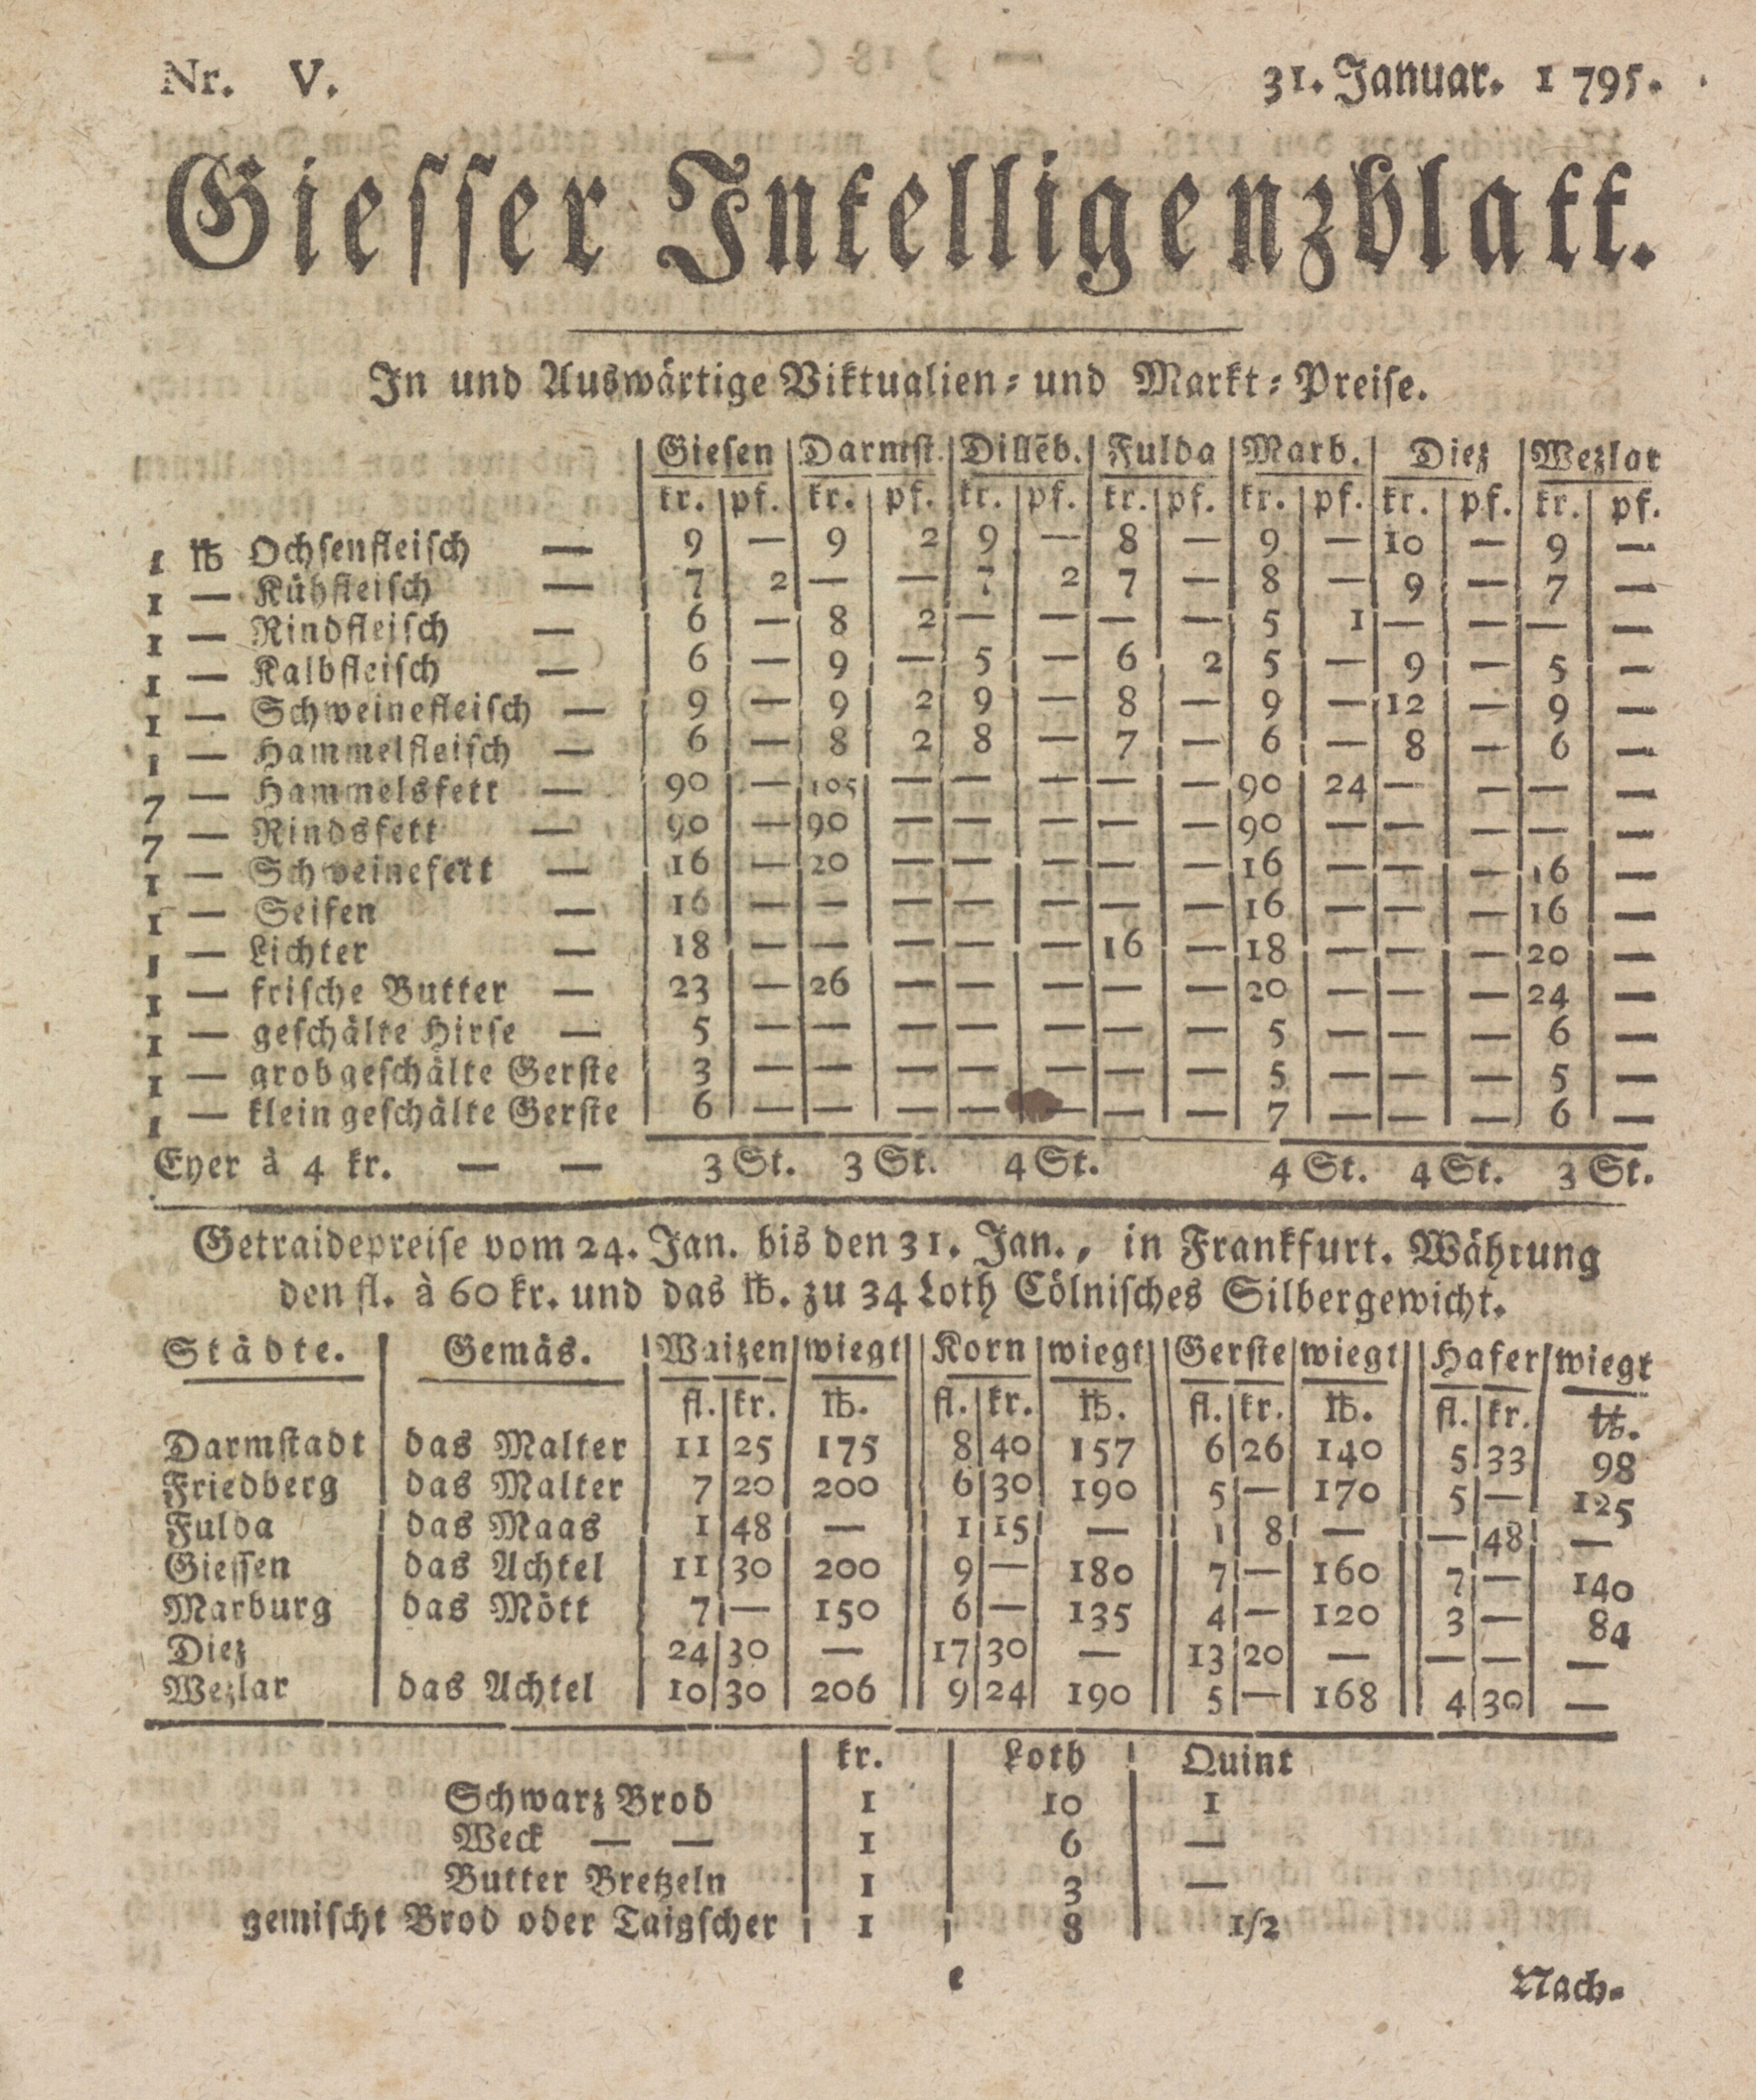 Nr. V. 31. Januar. 1795.
Giesser Intelligenzblatt.
In und Auswärtige Viktualien- und Markt-Preise.
Giesen Darmst. Dillēb. Fulda Marb. Diez Wezlar
kr. pf. kr. pf. kr. pf. kr. pf. kr. pf. kr. pf. kr. pf.
1 ℔ Ochsenfleisch — 9 — 9 2 9 — 8 — 9 — 10 — 9 —
1 — Kühfleisch — 7 2 — — 7 2 7 — 8 — 9 — 7 —
1 — Rindfleisch — 6 — 8 2 — — — — 5 1 — — — —
1 — Kalbfleisch — 6 — 9 — 5 — 6 2 5 — 9 — 5 —
1 — Schweinefleisch — 9 — 9 2 9 — 8 — 9 — 12 — 9 —
1 — Hammelfleisch — 6 — 8 2 8 — 7 — 6 — 8 — 6 —
7 — Hammelsfett — 90 — 105 — — — — — 90 24 — — — —
7 — Rindsfett — 90 — 90 — — — — — 90 — — — — —
1 — Schweinefett — 16 — 20 — — — — — 16 — — — 16 —
1 — Seifen — 16 — — — — — — — 16 — — — 16 —
1 — Lichter — 18 — — — — — 16 — 18 — — — 20 —
1 — frische Butter — 23 — 26 — — — — — 20 — — — 24 —
1 — geschälte Hirse — 5 — — — — — — — 5 — — — 6 —
1 — grob geschälte Gerste 3 — — — — — — — 5 — — — 5 —
1 — klein geschälte Gerste 6 — — — — — — — 7 — — — 6 —
Eyer à 4 kr. — — 3 St. 3 St. 4 St. 4 St. 4 St. 3 St.
Getraidepreise vom 24. Jan. bis den 31. Jan., in Frankfurt. Währung
den fl. à 60 kr. und das ℔. zu 34 Loth Cölnisches Silbergewicht.
Städte. Gemäs. Waizen wiegt Korn wiegt Gerste wiegt Hafer wiegt
fl. kr. ℔. fl. kr. ℔. fl. kr. ℔. fl. kr. ℔.
Darmstadt das Malter 11 25 175 8 40 157 6 26 140 5 33 98
Friedberg das Malter 7 20 200 6 30 190 5 — 170 5 — 125
Fulda das Maas 1 48 — 1 15 — 1 8 — — 48 —
Giessen das Achtel 11 30 200 9 — 180 7 — 160 7 — 140
Marburg das Mött 7 — 150 6 — 135 4 — 120 3 — 84
Diez 24 30 — 17 30 — 13 20 — — — —
Wezlar das Achtel 10 30 206 9 24 190 5 — 168 4 30 —
kr. Loth Quint
Schwarz Brod 1 10 1
Weck — — 1 6 —
Butter Bretzeln 1 3 —
gemischt Brod oder Taigscher 1 8 1/2
e Nach-